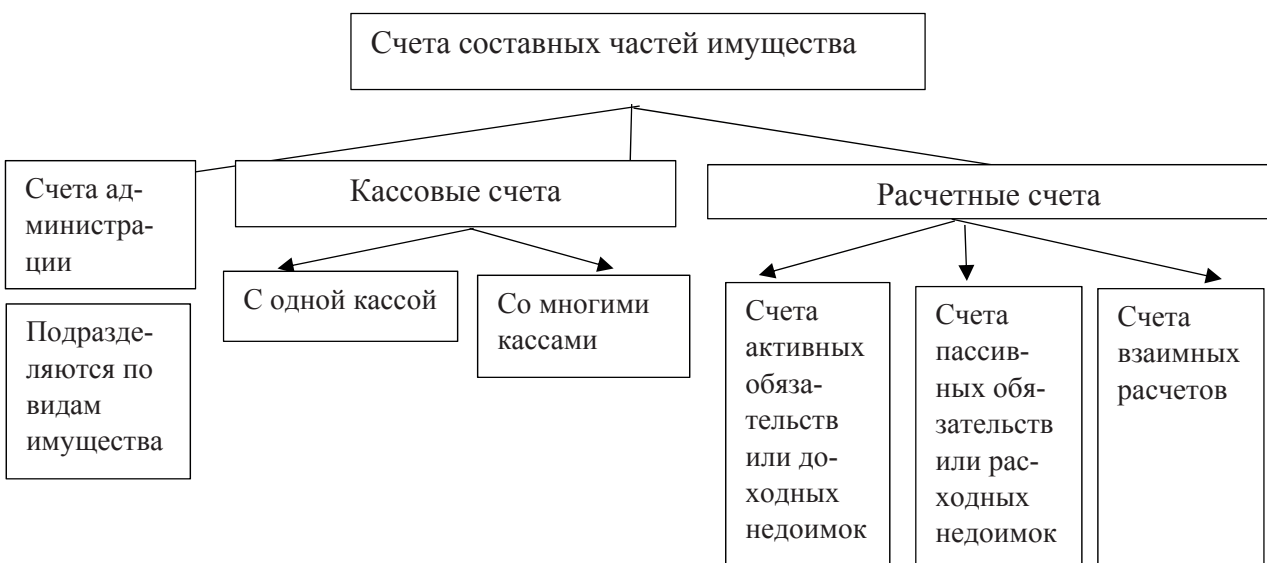 Счета составных частей имущества
Счета ад-
министра-
ции
Кассовые счета
Расчетные счета
Подразде-
ляются по
видам
имущества
С одной кассой
Со многими
кассами
Счета
активных
обяза-
тельств
или до-
ходных
недоимок
Счета
пассив-
ных обя-
зательств
или рас-
ходных
недоимок
Счета
взаимных
расчетов